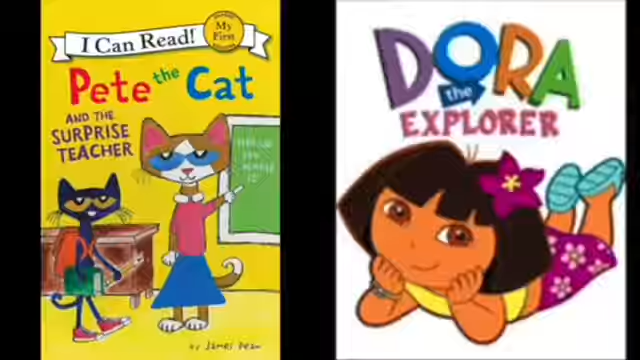 I Can Read!
My
First
Pete the Cat
AND THE
SURPRISE
TEACHER
by James Dean
DORA
the
EXPLORER